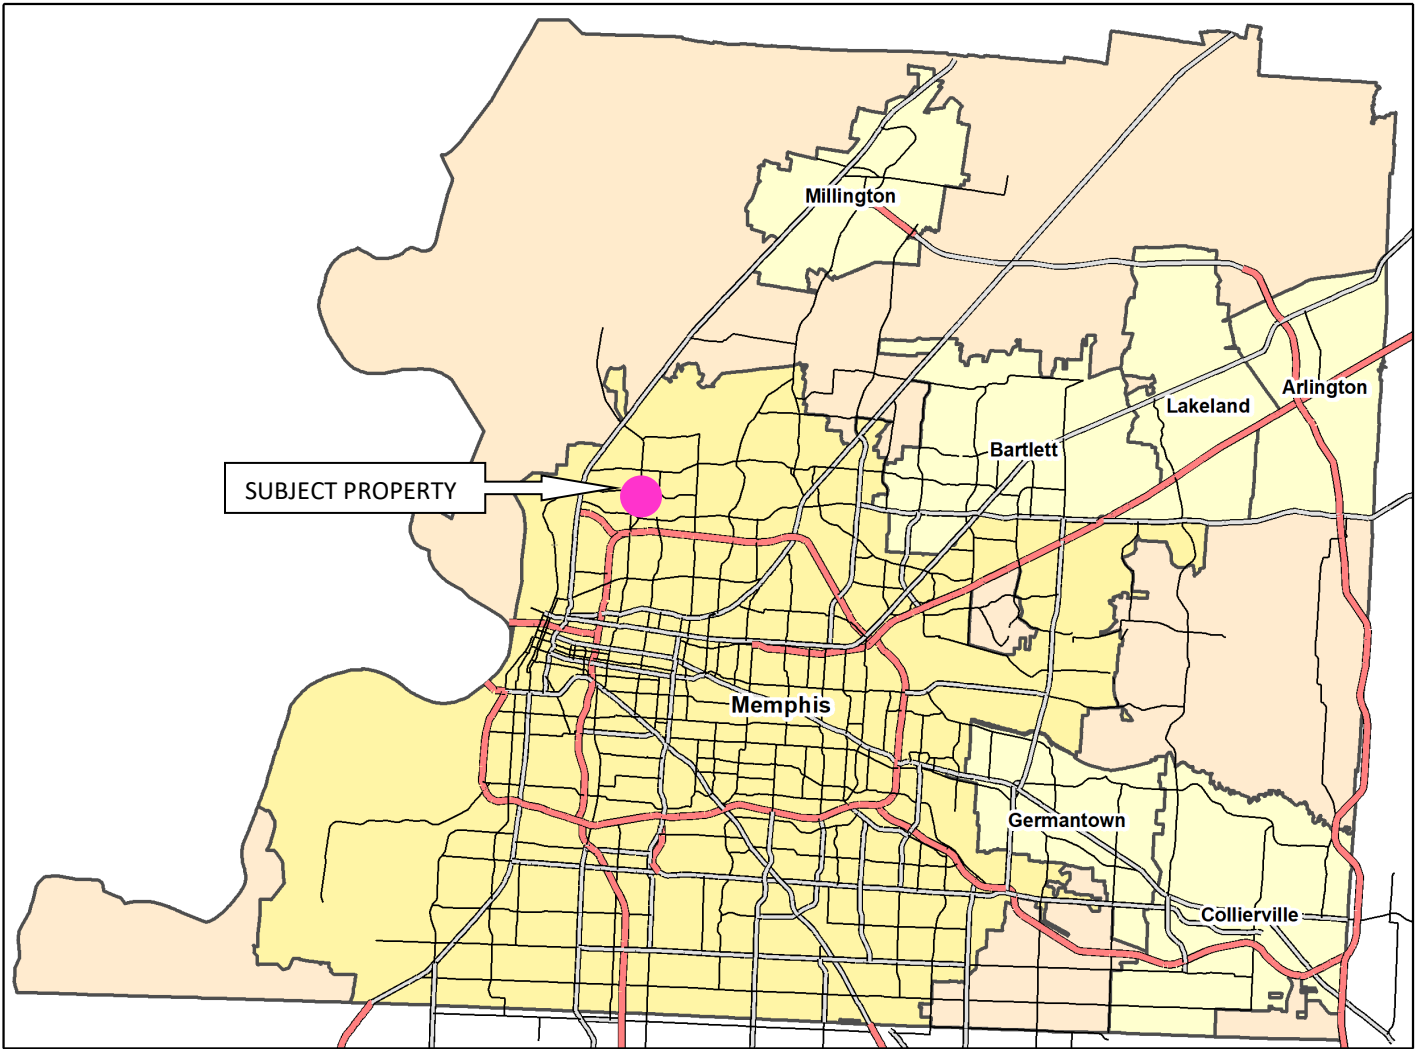 Millington
Arlington
Lakeland
Bartlett
SUBJECT PROPERTY
Memphis
Germantown
Collierville